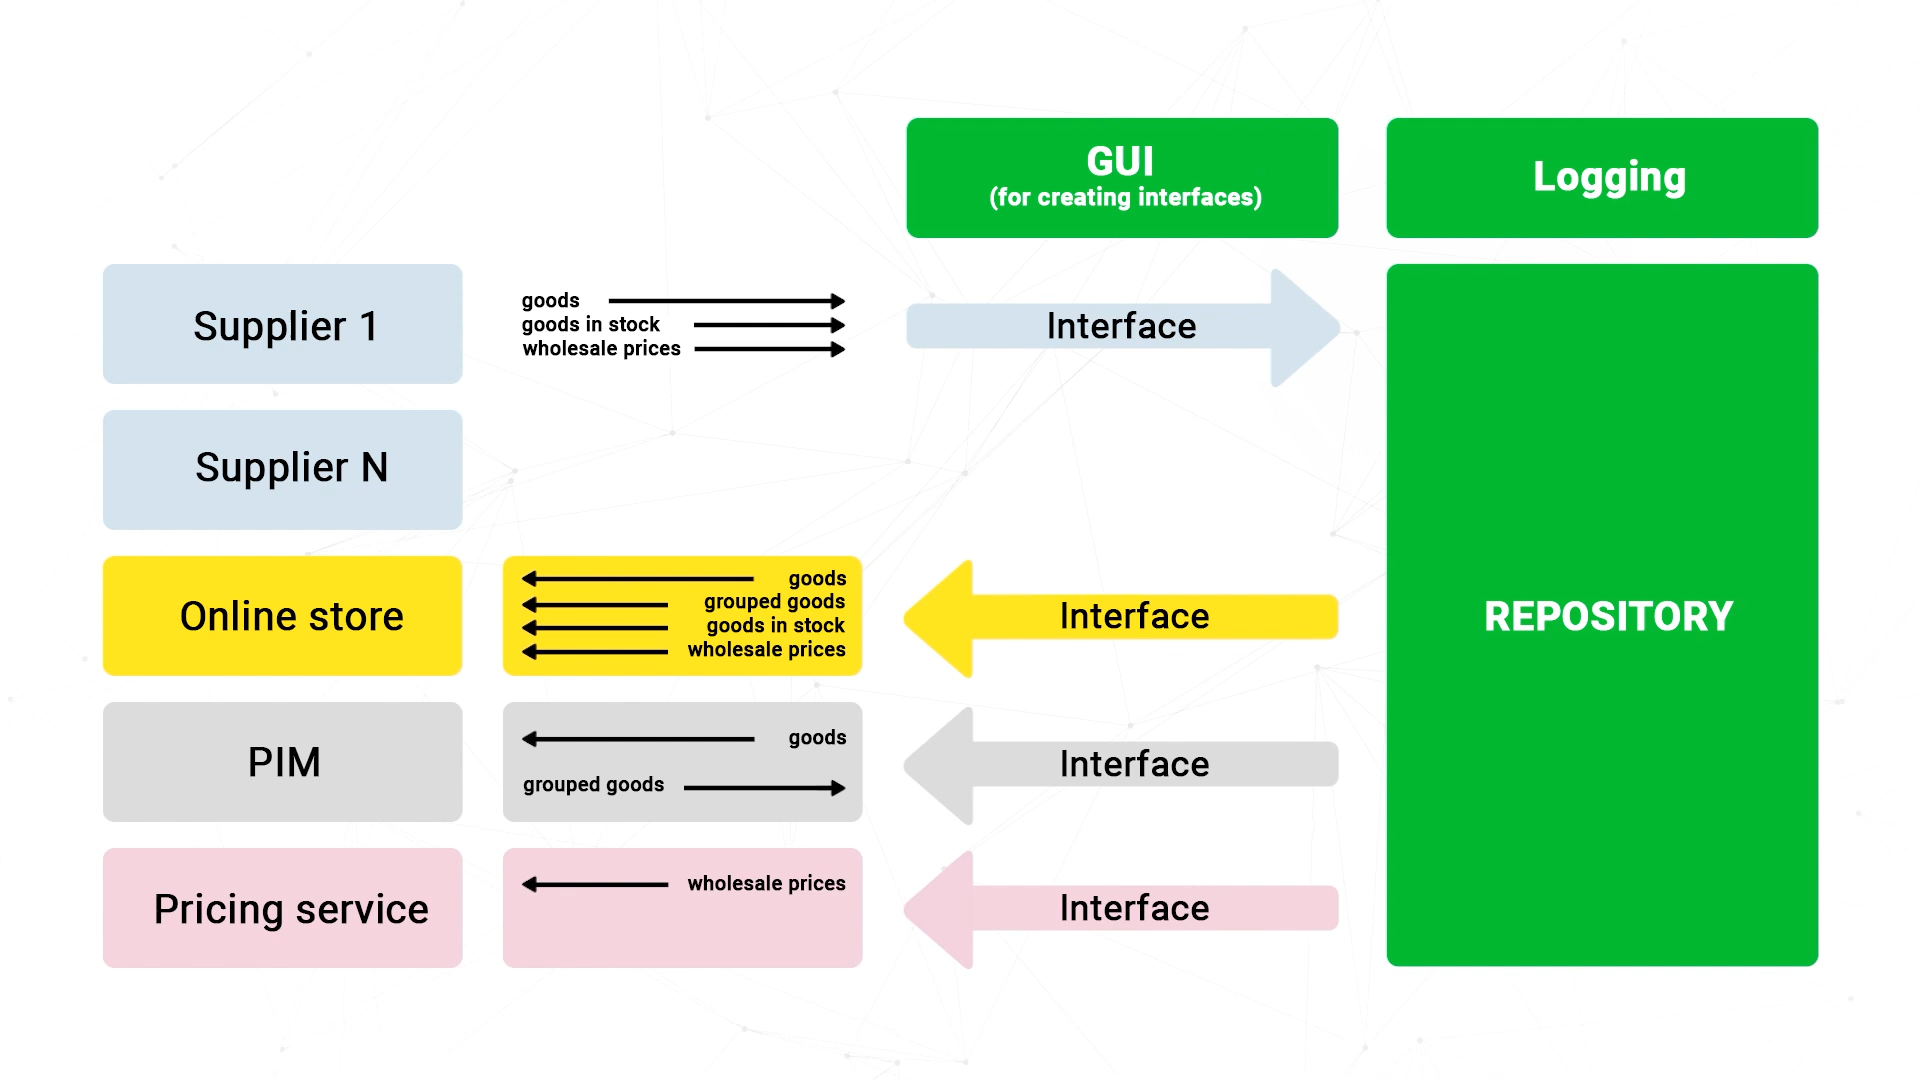 GUI
(for creating interfaces)
Logging
Supplier 1
goods
goods in stock
wholesale prices
Interface
Supplier N
Online store
goods
grouped goods
goods in stock
wholesale prices
Interface
REPOSITORY
PIM
goods
grouped goods
Interface
Pricing service
wholesale prices
Interface